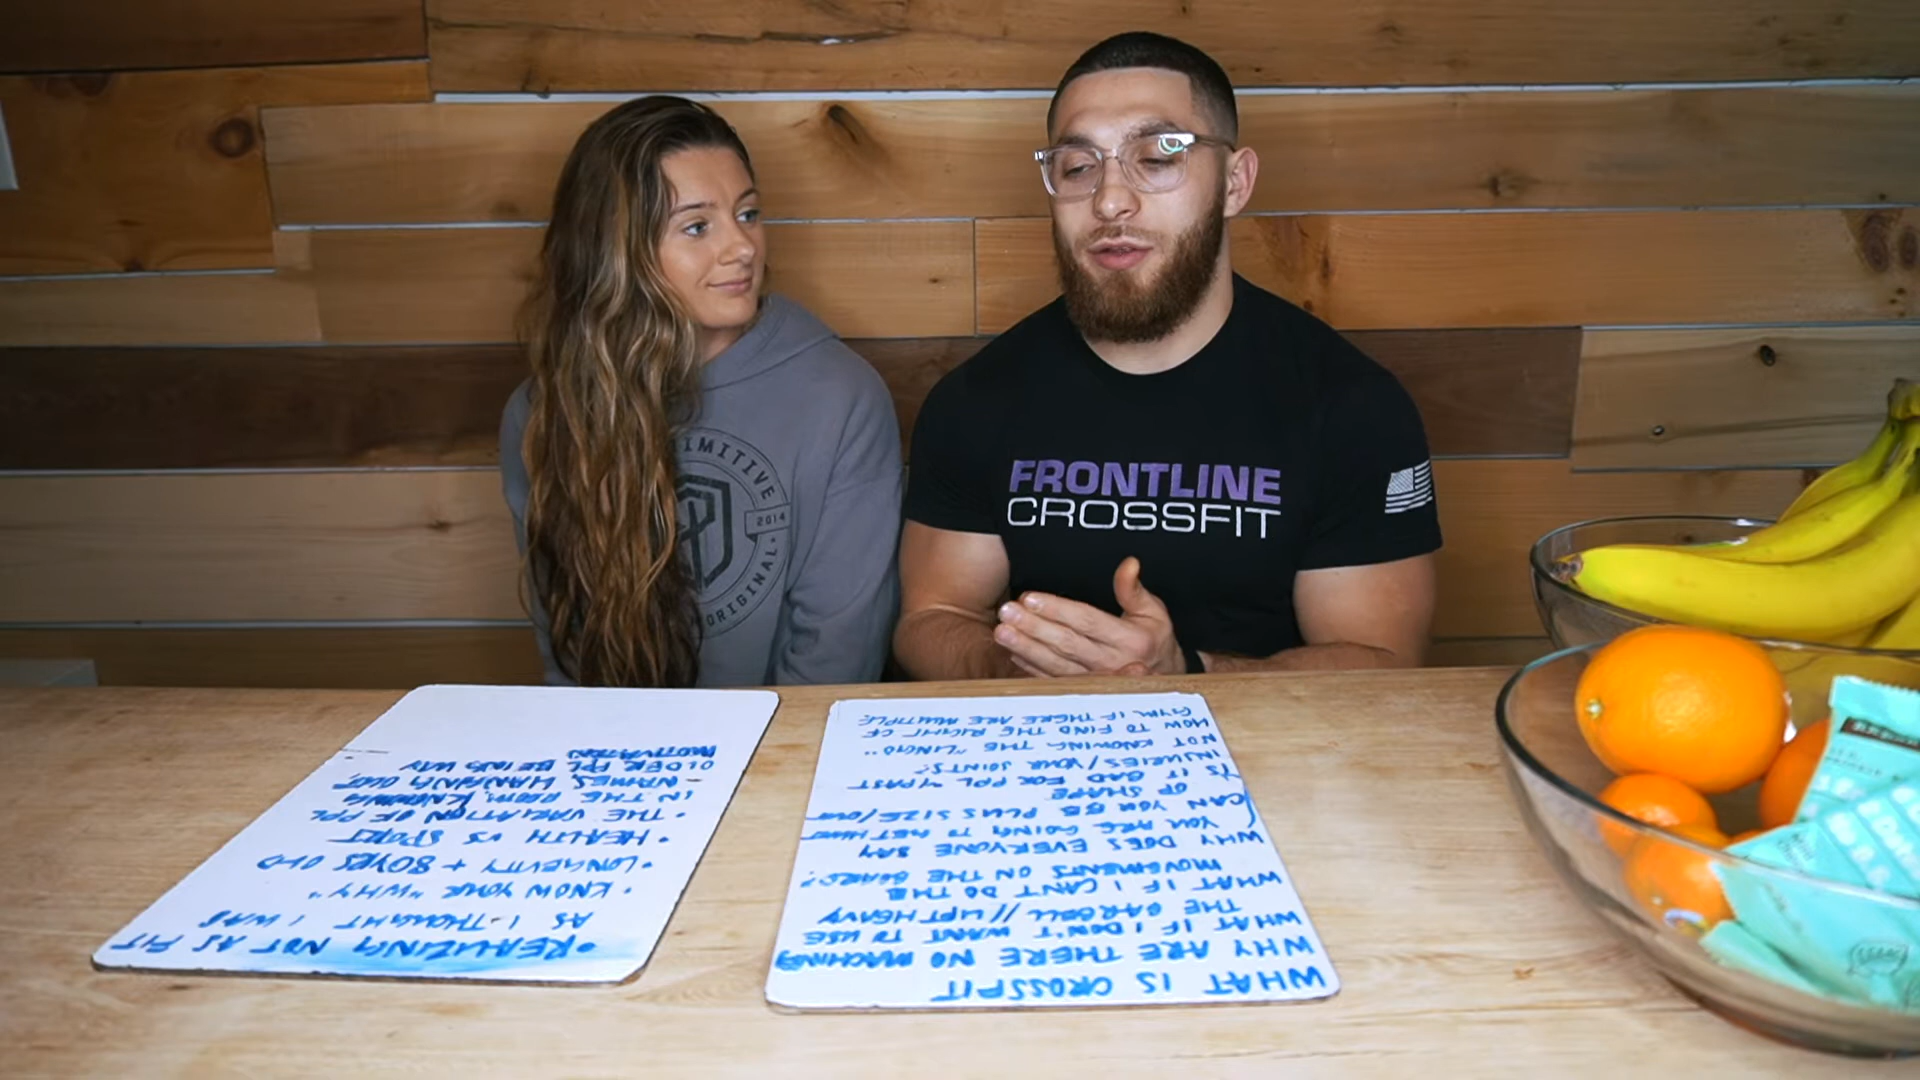 FRONTLINE
CROSSFIT
PRIMITIVE
2014
ORIGINAL
• REALIZING NOT AS FIT
AS I THOUGHT I WAS
• KNOW YOUR "WHY"
• LONGEVITY + 80YRS OLD
• HEALTH VS SPORT
• THE VARIATION OF PPL
IN THE ROOM, KNOWING
- NAMES, HANGING OUT,
OLDER PPL BEING MY
MOTIVATION
WHAT IS CROSSFIT
WHY ARE THERE NO MACHINES
WHAT IF I DON'T WANT TO USE
THE BARBELL // LIFT HEAVY
WHAT IF I CAN'T DO THE
MOVEMENTS ON THE BOARD?
WHY DOES EVERYONE SAY
YOU ARE GOING TO GET HURT
(CAN YOU BE PLUS SIZE/OUT
OF SHAPE
IS IT BAD FOR PPL W/PAST
INJURIES/YOUR JOINTS?
NOT KNOWING THE "LINGO"
HOW TO FIND THE RIGHT CF
GYM IF THERE ARE MULTIPLE